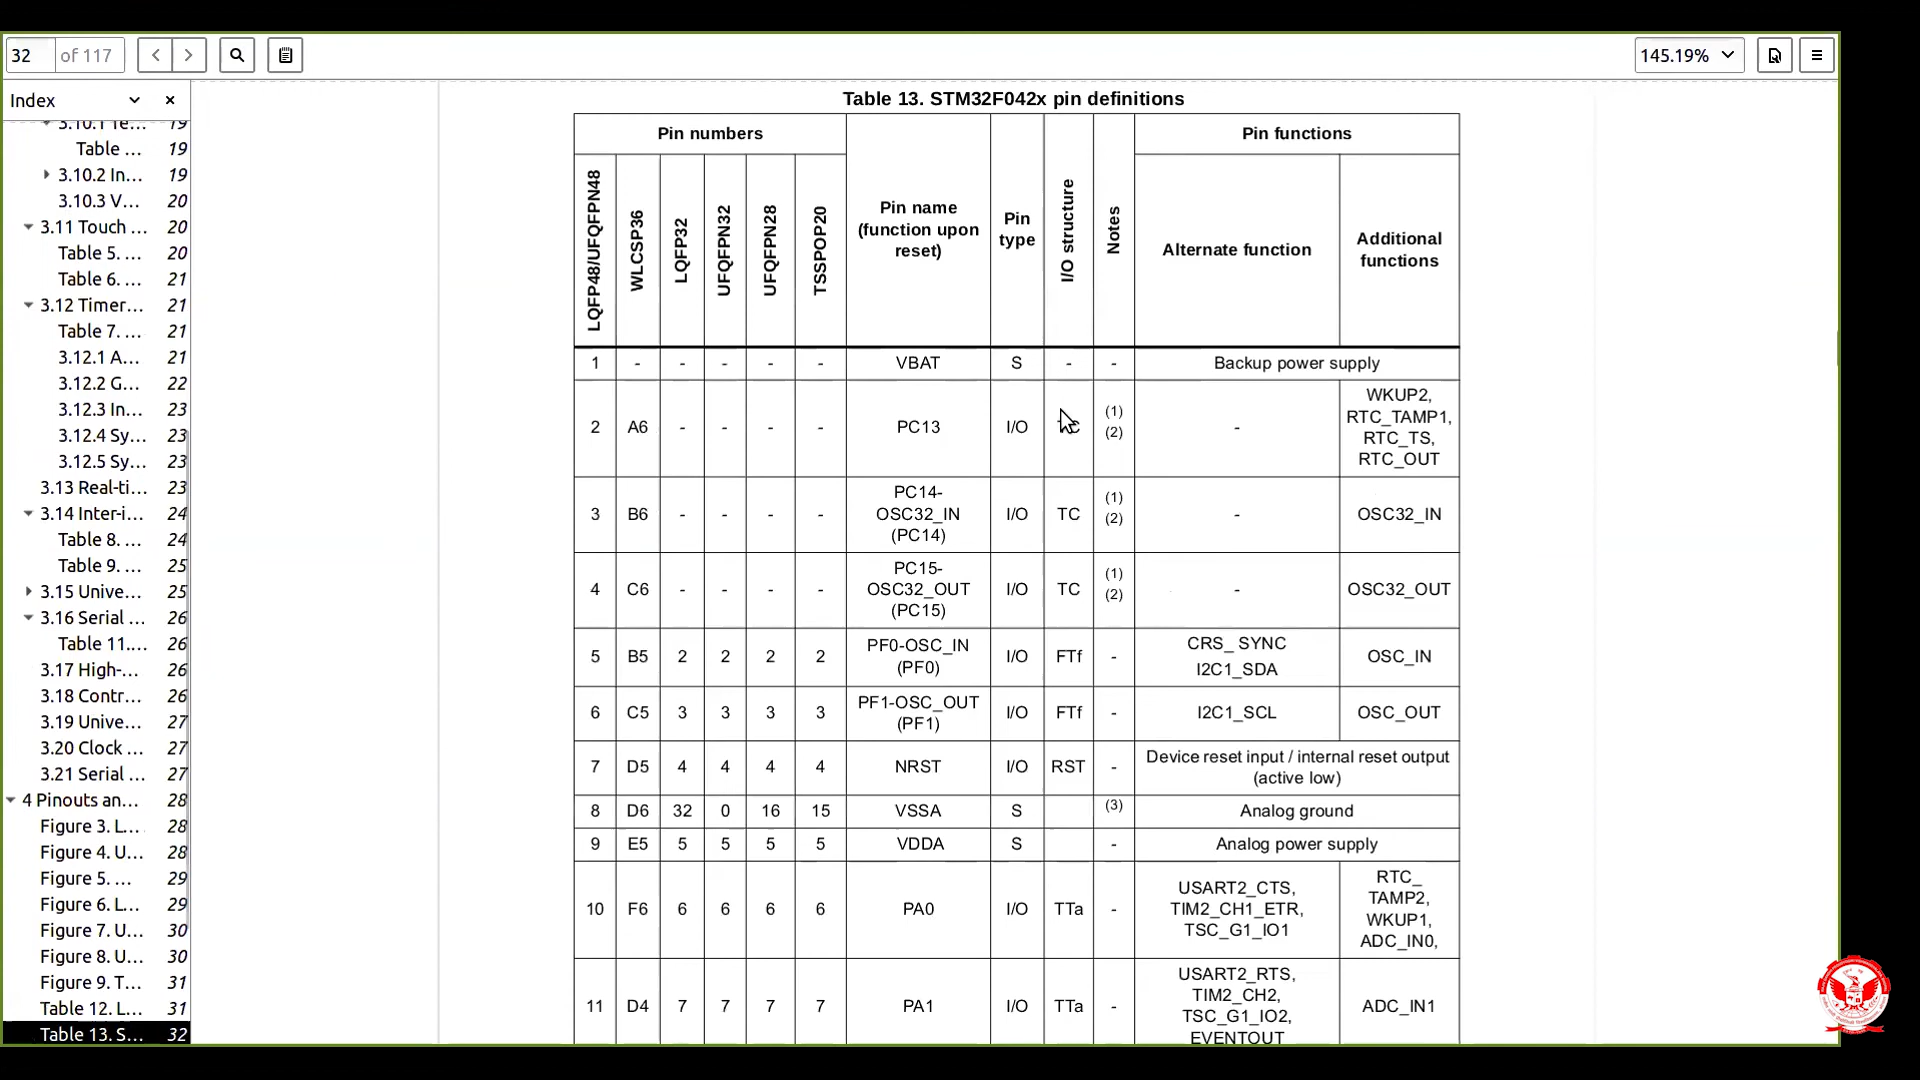 32 of 117
145.19%
Index
3.10.1 Te... 19
Table ... 19
3.10.2 In... 19
3.10.3 V... 20
3.11 Touch ... 20
Table 5. ... 20
Table 6. ... 21
3.12 Timer... 21
Table 7. ... 21
3.12.1 A... 21
3.12.2 G... 22
3.12.3 In... 23
3.12.4 Sy... 23
3.12.5 Sy... 23
3.13 Real-ti... 23
3.14 Inter-i... 24
Table 8. ... 24
Table 9. ... 25
3.15 Unive... 25
3.16 Serial ... 26
Table 11.... 26
3.17 High-... 26
3.18 Contr... 26
3.19 Unive... 27
3.20 Clock ... 27
3.21 Serial ... 27
4 Pinouts an... 28
Figure 3. L... 28
Figure 4. U... 28
Figure 5. ... 29
Figure 6. L... 29
Figure 7. U... 30
Figure 8. U... 30
Figure 9. T... 31
Table 12. L... 31
Table 13. S... 32
Table 13. STM32F042x pin definitions
Pin numbers
Pin functions
LQFP48/UFQFPN48
WLCSP36
LQFP32
UFQFPN32
UFQFPN28
TSSPOP20
Pin name
(function upon
reset)
Pin
type
I/O structure
Notes
Alternate function
Additional
functions
1 - - - - - VBAT S - - Backup power supply
2 A6 - - - - PC13 I/O (1)
(2) - WKUP2,
RTC_TAMP1,
RTC_TS,
RTC_OUT
3 B6 - - - - PC14-
OSC32_IN
(PC14) I/O TC (1)
(2) - OSC32_IN
4 C6 - - - - PC15-
OSC32_OUT
(PC15) I/O TC (1)
(2) - OSC32_OUT
5 B5 2 2 2 2 PF0-OSC_IN
(PF0) I/O FTf - CRS_ SYNC
I2C1_SDA OSC_IN
6 C5 3 3 3 3 PF1-OSC_OUT
(PF1) I/O FTf - I2C1_SCL OSC_OUT
7 D5 4 4 4 4 NRST I/O RST - Device reset input / internal reset output
(active low)
8 D6 32 0 16 15 VSSA S (3) Analog ground
9 E5 5 5 5 5 VDDA S - Analog power supply
10 F6 6 6 6 6 PA0 I/O TTa - USART2_CTS,
TIM2_CH1_ETR,
TSC_G1_IO1 RTC_
TAMP2,
WKUP1,
ADC_IN0,
11 D4 7 7 7 7 PA1 I/O TTa - USART2_RTS,
TIM2_CH2,
TSC_G1_IO2,
EVENTOUT ADC_IN1